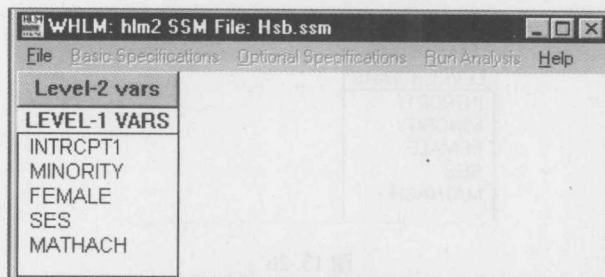 WHLM: hlm2 SSM File: Hsb.ssm
File Basic Specifications Optional Specifications Run Analysis Help
Level-2 vars
LEVEL-1 VARS
INTRCPT1
MINORITY
FEMALE
SES
MATHACH